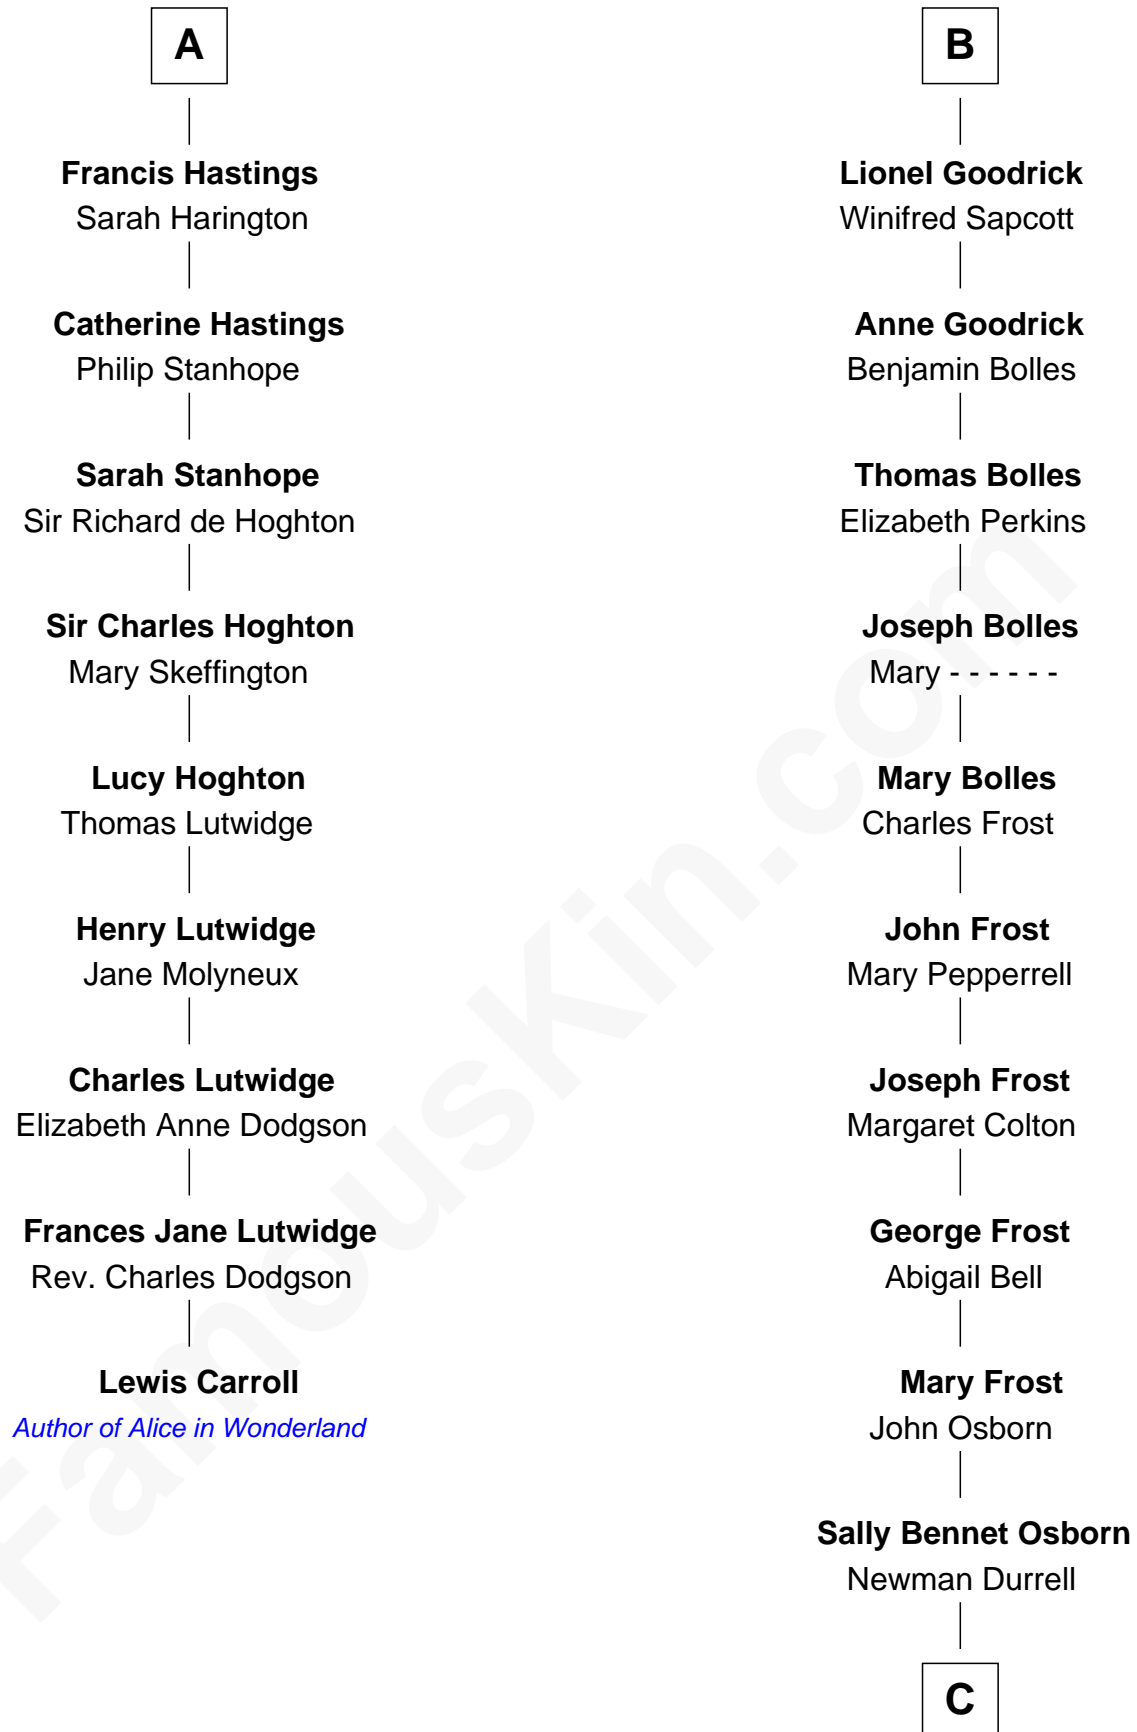 A
Francis Hastings
Sarah Harington
Catherine Hastings
Philip Stanhope
Sarah Stanhope
Sir Richard de Hoghton
Sir Charles Hoghton
Mary Skeffington
Lucy Hoghton
Thomas Lutwidge
Henry Lutwidge
Jane Molyneux
Charles Lutwidge
Elizabeth Anne Dodgson
Frances Jane Lutwidge
Rev. Charles Dodgson
Lewis Carroll
Author of Alice in Wonderland
B
Lionel Goodrick
Winifred Sapcott
Anne Goodrick
Benjamin Bolles
Thomas Bolles
Elizabeth Perkins
Joseph Bolles
Mary - - - - - -
Mary Bolles
Charles Frost
John Frost
Mary Pepperrell
Joseph Frost
Margaret Colton
George Frost
Abigail Bell
Mary Frost
John Osborn
Sally Bennet Osborn
Newman Durrell
C
FamousKin.com